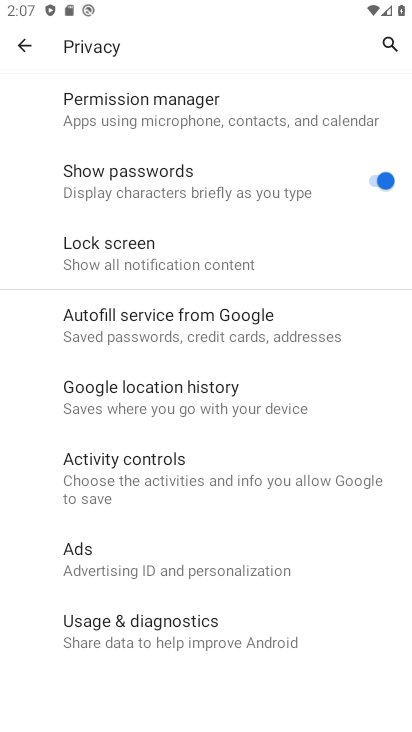 2:07
Privacy
Permission manager
Apps using microphone, contacts, and calendar
Show passwords
Display characters briefly as you type
Lock screen
Show all notification content
Autofill service from Google
Saved passwords, credit cards, addresses
Google location history
Saves where you go with your device
Activity controls
Choose the activities and info you allow Google
to save
Ads
Advertising ID and personalization
Usage & diagnostics
Share data to help improve Android